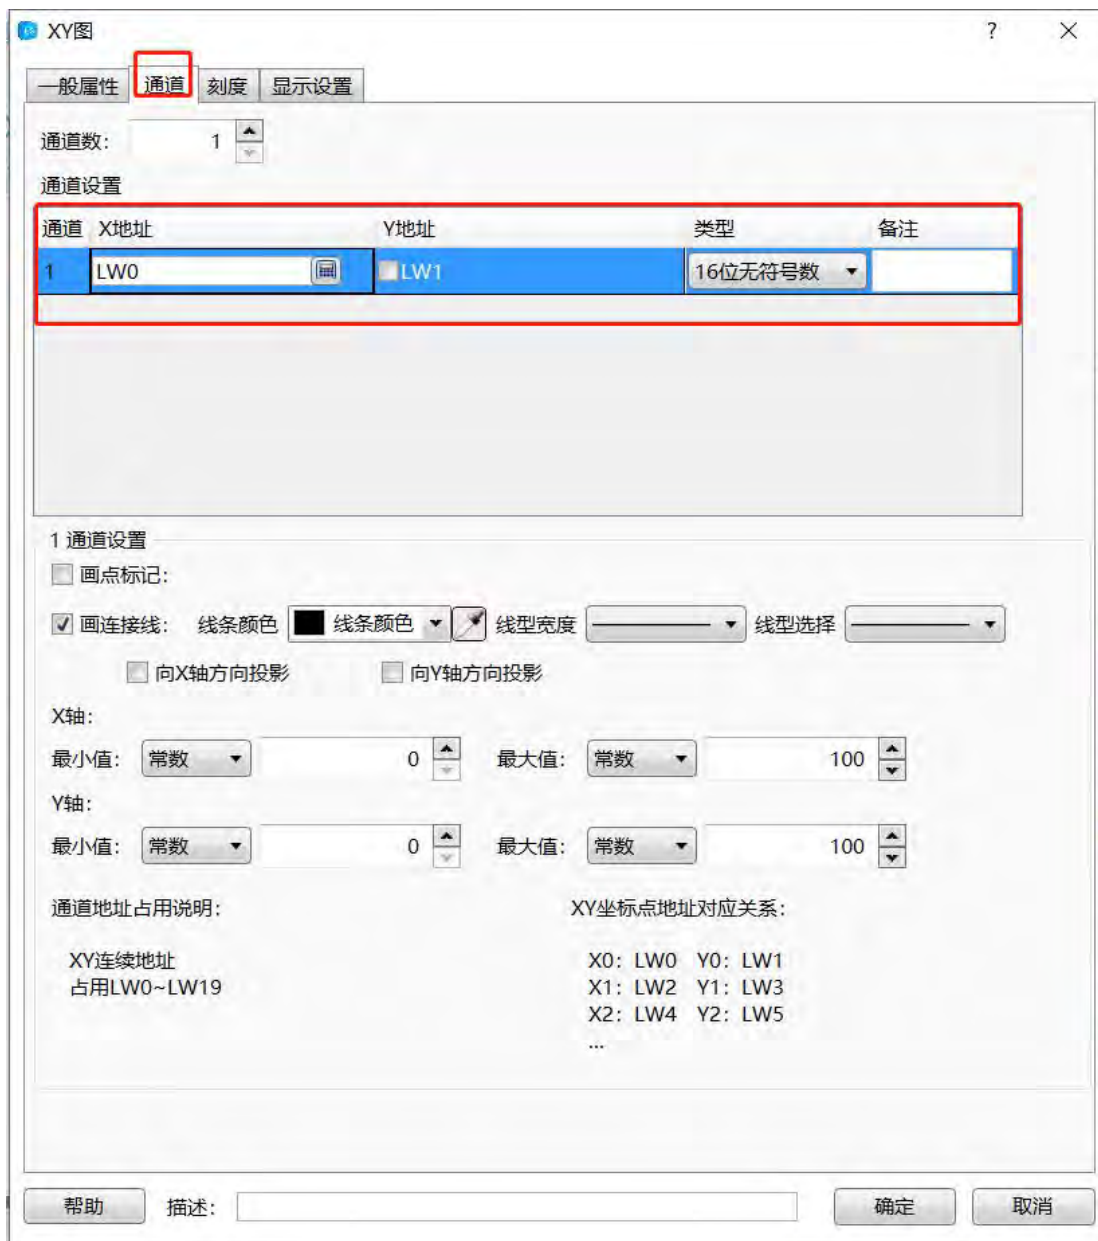 XY图 ?
一般属性 通道 刻度 显示设置
通道数: 1
通道设置
通道 X地址 Y地址 类型 备注
1 LW0 LW1 16位无符号数
1 通道设置
画点标记:
画连接线: 线条颜色 线条颜色 线型宽度 线型选择
向X轴方向投影 向Y轴方向投影
X轴:
最小值: 常数 0 最大值: 常数 100
Y轴:
最小值: 常数 0 最大值: 常数 100
通道地址占用说明: XY坐标点地址对应关系:
XY连续地址 X0: LW0 Y0: LW1
占用LW0~LW19 X1: LW2 Y1: LW3
X2: LW4 Y2: LW5
...
帮助 描述: 确定 取消